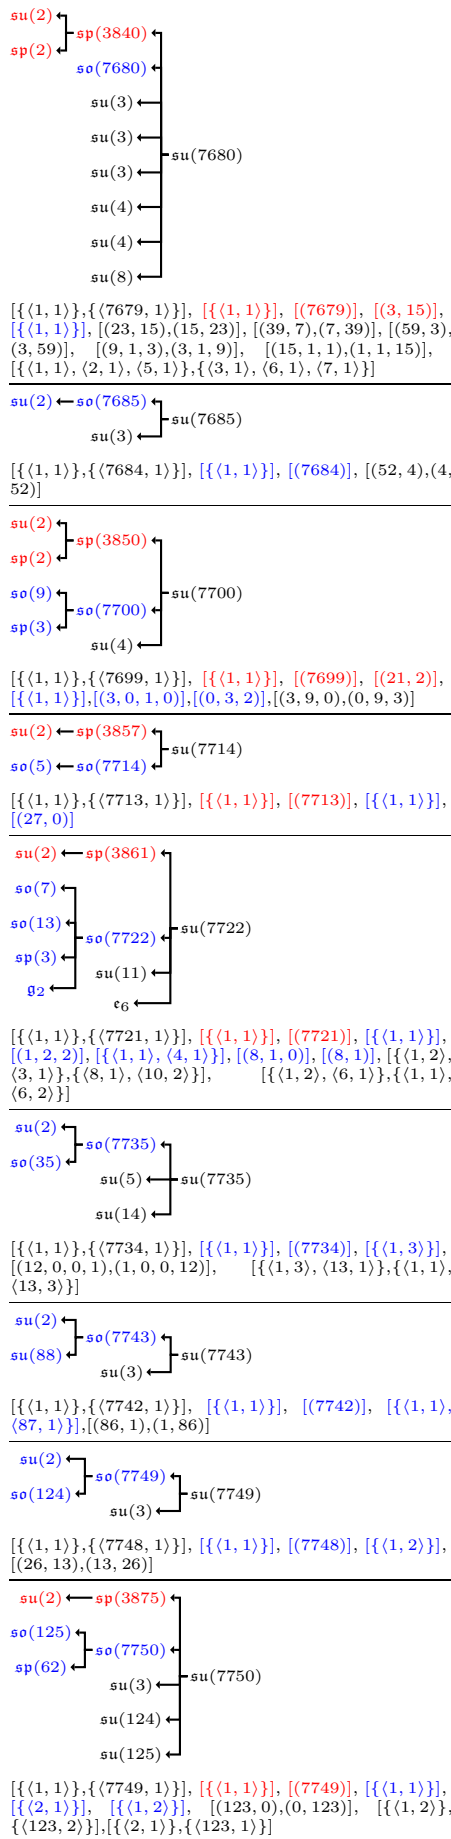 𝔰𝔲(2)
𝔰𝔭(3840)
𝔰𝔭(2)
𝔰𝔬(7680)
𝔰𝔲(3)
𝔰𝔲(3)
𝔰𝔲(7680)
𝔰𝔲(3)
𝔰𝔲(4)
𝔰𝔲(4)
𝔰𝔲(8)
[{⟨1, 1⟩},{⟨7679, 1⟩}], [{⟨1, 1⟩}], [(7679)], [(3, 15)],
[{⟨1, 1⟩}], [(23, 15),(15, 23)], [(39, 7),(7, 39)], [(59, 3),
(3, 59)], [(9, 1, 3),(3, 1, 9)], [(15, 1, 1),(1, 1, 15)],
[{⟨1, 1⟩, ⟨2, 1⟩, ⟨5, 1⟩},{⟨3, 1⟩, ⟨6, 1⟩, ⟨7, 1⟩}]
𝔰𝔲(2) 𝔰𝔬(7685)
𝔰𝔲(7685)
𝔰𝔲(3)
[{⟨1, 1⟩},{⟨7684, 1⟩}], [{⟨1, 1⟩}], [(7684)], [(52, 4),(4,
52)]
𝔰𝔲(2)
𝔰𝔭(3850)
𝔰𝔭(2)
𝔰𝔬(9)
𝔰𝔲(7700)
𝔰𝔬(7700)
𝔰𝔭(3)
𝔰𝔲(4)
[{⟨1, 1⟩},{⟨7699, 1⟩}], [{⟨1, 1⟩}], [(7699)], [(21, 2)],
[{⟨1, 1⟩}],[(3, 0, 1, 0)],[(0, 3, 2)],[(3, 9, 0),(0, 9, 3)]
𝔰𝔲(2) 𝔰𝔭(3857)
𝔰𝔲(7714)
𝔰𝔬(5) 𝔰𝔬(7714)
[{⟨1, 1⟩},{⟨7713, 1⟩}], [{⟨1, 1⟩}], [(7713)], [{⟨1, 1⟩}],
[(27, 0)]
𝔰𝔲(2) 𝔰𝔭(3861)
𝔰𝔬(7)
𝔰𝔬(13)
𝔰𝔲(7722)
𝔰𝔬(7722)
𝔰𝔭(3)
𝔰𝔲(11)
𝔤₂
𝔢₆
[{⟨1, 1⟩},{⟨7721, 1⟩}], [{⟨1, 1⟩}], [(7721)], [{⟨1, 1⟩}],
[(1, 2, 2)], [{⟨1, 1⟩, ⟨4, 1⟩}], [(8, 1, 0)], [(8, 1)], [{⟨1, 2⟩,
⟨3, 1⟩},{⟨8, 1⟩, ⟨10, 2⟩}], [{⟨1, 2⟩, ⟨6, 1⟩},{⟨1, 1⟩,
⟨6, 2⟩}]
𝔰𝔲(2)
𝔰𝔬(7735)
𝔰𝔬(35)
𝔰𝔲(5) 𝔰𝔲(7735)
𝔰𝔲(14)
[{⟨1, 1⟩},{⟨7734, 1⟩}], [{⟨1, 1⟩}], [(7734)], [{⟨1, 3⟩}],
[(12, 0, 0, 1),(1, 0, 0, 12)], [{⟨1, 3⟩, ⟨13, 1⟩},{⟨1, 1⟩,
⟨13, 3⟩}]
𝔰𝔲(2)
𝔰𝔬(7743)
𝔰𝔲(88)
𝔰𝔲(7743)
𝔰𝔲(3)
[{⟨1, 1⟩},{⟨7742, 1⟩}], [{⟨1, 1⟩}], [(7742)], [{⟨1, 1⟩,
⟨87, 1⟩}],[(86, 1),(1, 86)]
𝔰𝔲(2)
𝔰𝔬(7749)
𝔰𝔬(124)
𝔰𝔲(7749)
𝔰𝔲(3)
[{⟨1, 1⟩},{⟨7748, 1⟩}], [{⟨1, 1⟩}], [(7748)], [{⟨1, 2⟩}],
[(26, 13),(13, 26)]
𝔰𝔲(2) 𝔰𝔭(3875)
𝔰𝔬(125)
𝔰𝔬(7750)
𝔰𝔭(62)
𝔰𝔲(7750)
𝔰𝔲(3)
𝔰𝔲(124)
𝔰𝔲(125)
[{⟨1, 1⟩},{⟨7749, 1⟩}], [{⟨1, 1⟩}], [(7749)], [{⟨1, 1⟩}],
[{⟨2, 1⟩}], [{⟨1, 2⟩}], [(123, 0),(0, 123)], [{⟨1, 2⟩},
{⟨123, 2⟩}],[{⟨2, 1⟩},{⟨123, 1⟩}]